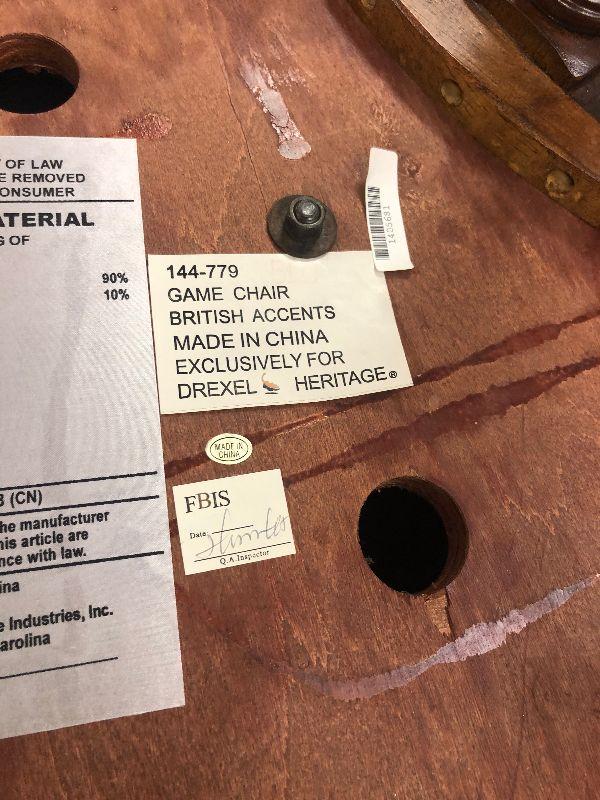 OF LAW
E REMOVED
ONSUMER
ATERIAL
G OF
90%
10%
3 (CN)
he manufacturer
his article are
nce with law.
ina
e Industries, Inc.
arolina
1405681
144-779
GAME CHAIR
BRITISH ACCENTS
MADE IN CHINA
EXCLUSIVELY FOR
DREXEL HERITAGE®
MADE IN
CHINA
FBIS
Date
Q.A.Inspector